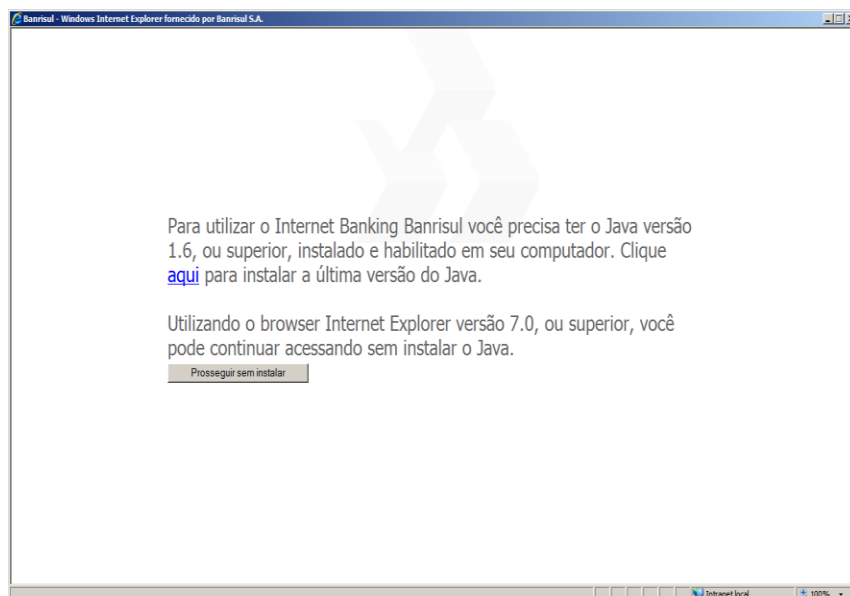 Banrisul - Windows Internet Explorer fornecido por Banrisul S.A.
Para utilizar o Internet Banking Banrisul você precisa ter o Java versão
1.6, ou superior, instalado e habilitado em seu computador. Clique
aqui para instalar a última versão do Java.
Utilizando o browser Internet Explorer versão 7.0, ou superior, você
pode continuar acessando sem instalar o Java.
Prosseguir sem instalar
Intranet local 100%